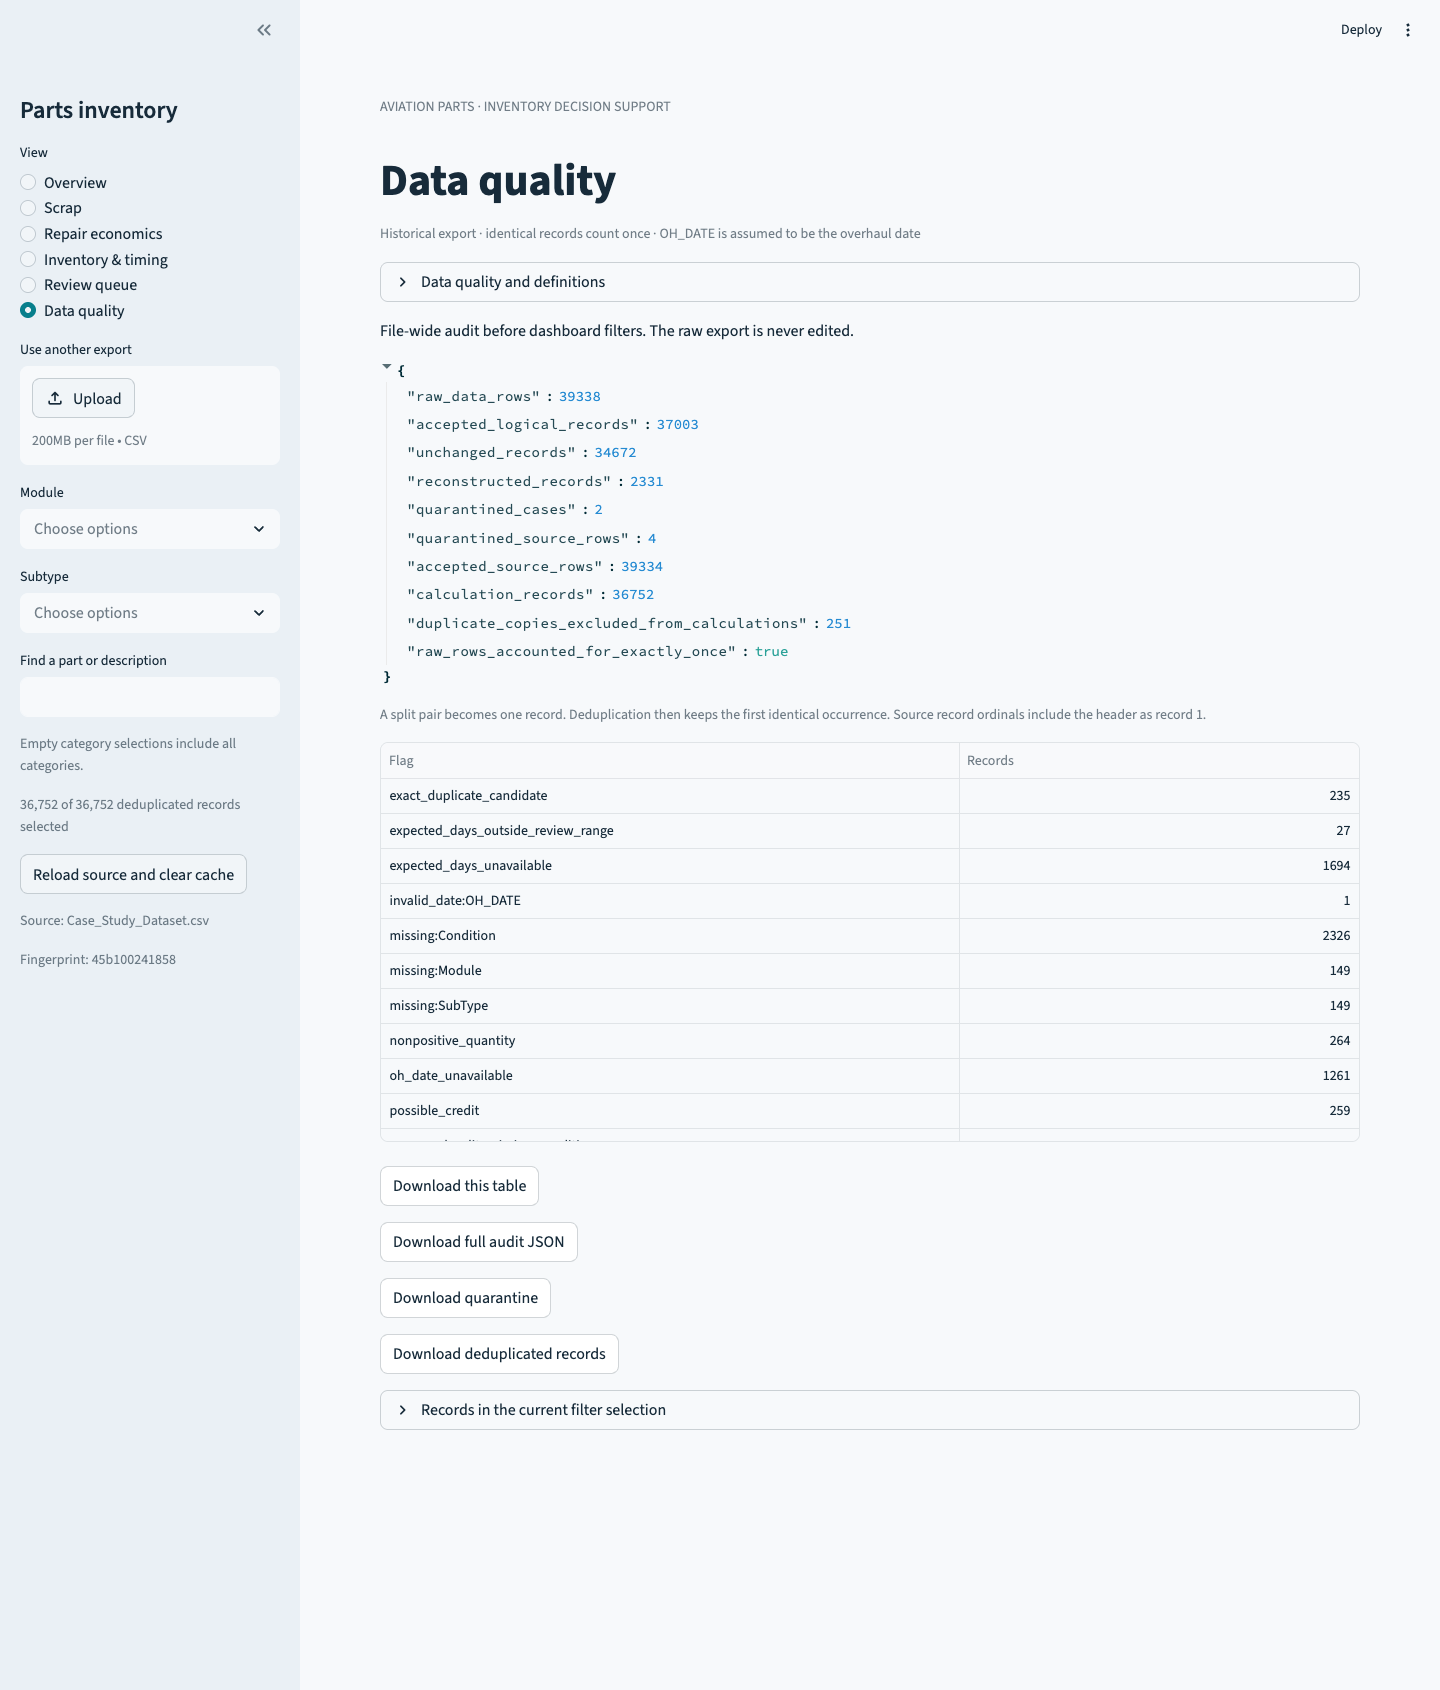 Deploy
Parts inventory
View
Overview
Scrap
Repair economics
Inventory & timing
Review queue
Data quality
Use another export
Upload
200MB per file • CSV
Module
Choose options
Subtype
Choose options
Find a part or description
Empty category selections include all
categories.
36,752 of 36,752 deduplicated records
selected
Reload source and clear cache
Source: Case_Study_Dataset.csv
Fingerprint: 45b100241858
AVIATION PARTS · INVENTORY DECISION SUPPORT
Data quality
Historical export · identical records count once · OH_DATE is assumed to be the overhaul date
Data quality and definitions
File-wide audit before dashboard filters. The raw export is never edited.
{
"raw_data_rows" : 39338
"accepted_logical_records" : 37003
"unchanged_records" : 34672
"reconstructed_records" : 2331
"quarantined_cases" : 2
"quarantined_source_rows" : 4
"accepted_source_rows" : 39334
"calculation_records" : 36752
"duplicate_copies_excluded_from_calculations" : 251
"raw_rows_accounted_for_exactly_once" : true
}
A split pair becomes one record. Deduplication then keeps the first identical occurrence. Source record ordinals include the header as record 1.
Flag Records
exact_duplicate_candidate 235
expected_days_outside_review_range 27
expected_days_unavailable 1694
invalid_date:OH_DATE 1
missing:Condition 2326
missing:Module 149
missing:SubType 149
nonpositive_quantity 264
oh_date_unavailable 1261
possible_credit 259
Download this table
Download full audit JSON
Download quarantine
Download deduplicated records
Records in the current filter selection